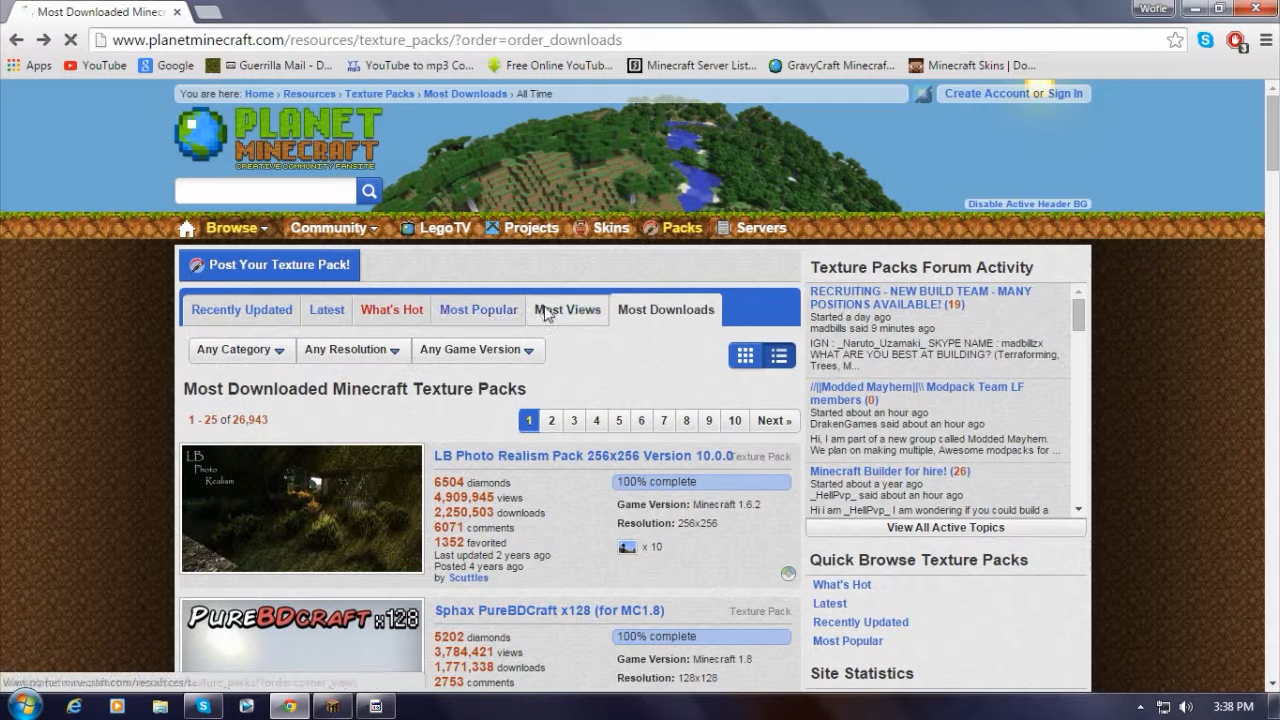 Most Downloaded Minec
Wofle
www.planetminecraft.com/resources/texture_packs/?order=order_downloads
3
Apps YouTube Google Guerrilla Mail - D... YouTube to mp3 Co... Free Online YouTub... Minecraft Server List... GravyCraft Minecraf... Minecraft Skins | Do...
You are here: Home › Resources › Texture Packs › Most Downloads › All Time
Create Account or Sign In
PLANET
MINECRAFT
CREATIVE COMMUNITY FANSITE
Disable Active Header BG
Browse Community LegoTV Projects Skins Packs Servers
Post Your Texture Pack!
Recently Updated Latest What's Hot Most Popular Most Views Most Downloads
Any Category Any Resolution Any Game Version
Most Downloaded Minecraft Texture Packs
1 - 25 of 26,943
1 2 3 4 5 6 7 8 9 10 Next »
LB
Photo
Realism
LB Photo Realism Pack 256x256 Version 10.0.0 Texture Pack
6504 diamonds
4,909,945 views
2,250,503 downloads
6071 comments
1352 favorited
Last updated 2 years ago
Posted 4 years ago
by Scuttles
100% complete
Game Version: Minecraft 1.6.2
Resolution: 256x256
x 10
PUREBDCRAFT x128
Sphax PureBDCraft x128 (for MC1.8) Texture Pack
5202 diamonds
3,784,421 views
1,771,338 downloads
2753 comments
100% complete
Game Version: Minecraft 1.8
Resolution: 128x128
Texture Packs Forum Activity
RECRUITING - NEW BUILD TEAM - MANY
POSITIONS AVAILABLE! (19)
Started a day ago
madbills said 9 minutes ago
IGN : _Naruto_Uzamaki_ SKYPE NAME : madbillzx
WHAT ARE YOU BEST AT BUILDING? (Terraforming,
Trees, M...
//||Modded Mayhem||\\ Modpack Team LF
members (0)
Started about an hour ago
DrakenGames said about an hour ago
Hi, I am part of a new group called Modded Mayhem.
We plan on making multiple, Awesome modpacks for ...
Minecraft Builder for hire! (26)
Started about a year ago
_HellPvp_ said about an hour ago
Hi i am _HellPvp_ I am wondering if you could build a
View All Active Topics
Quick Browse Texture Packs
What's Hot
Latest
Recently Updated
Most Popular
Site Statistics
3:38 PM